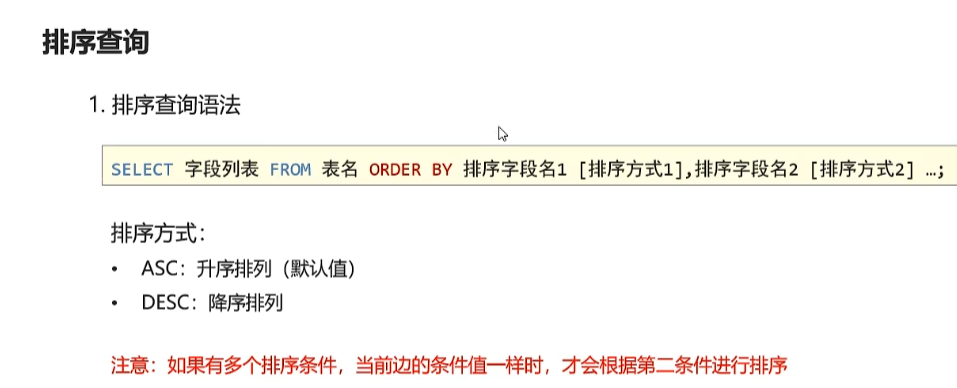 排序查询
1. 排序查询语法
SELECT 字段列表 FROM 表名 ORDER BY 排序字段名1 [排序方式1],排序字段名2 [排序方式2] …;
排序方式：
• ASC：升序排列（默认值）
• DESC：降序排列
注意：如果有多个排序条件，当前边的条件值一样时，才会根据第二条件进行排序